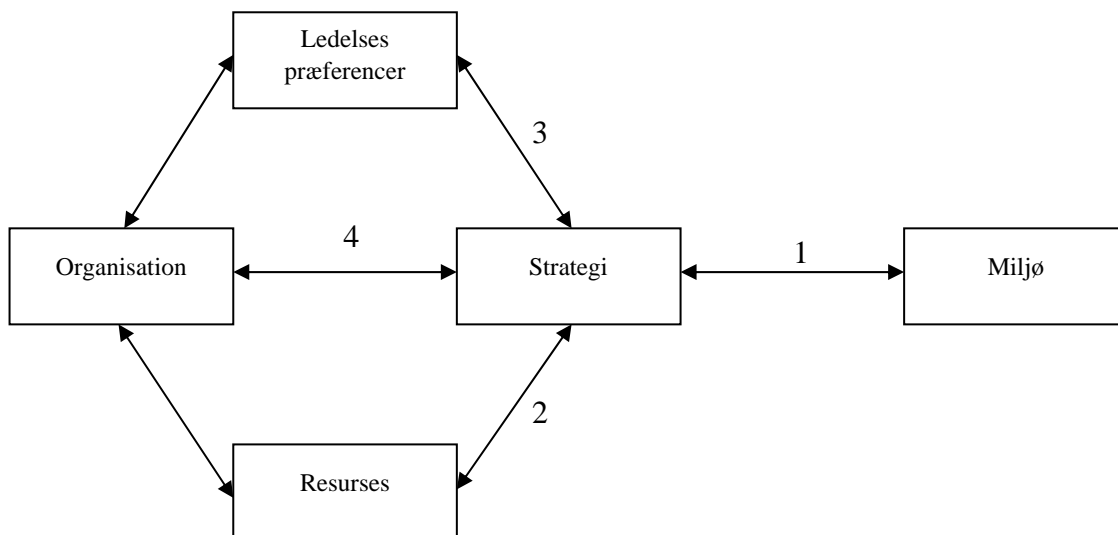 Ledelses
præferencer
3
4
Organisation
Strategi
1
Miljø
2
Resurses